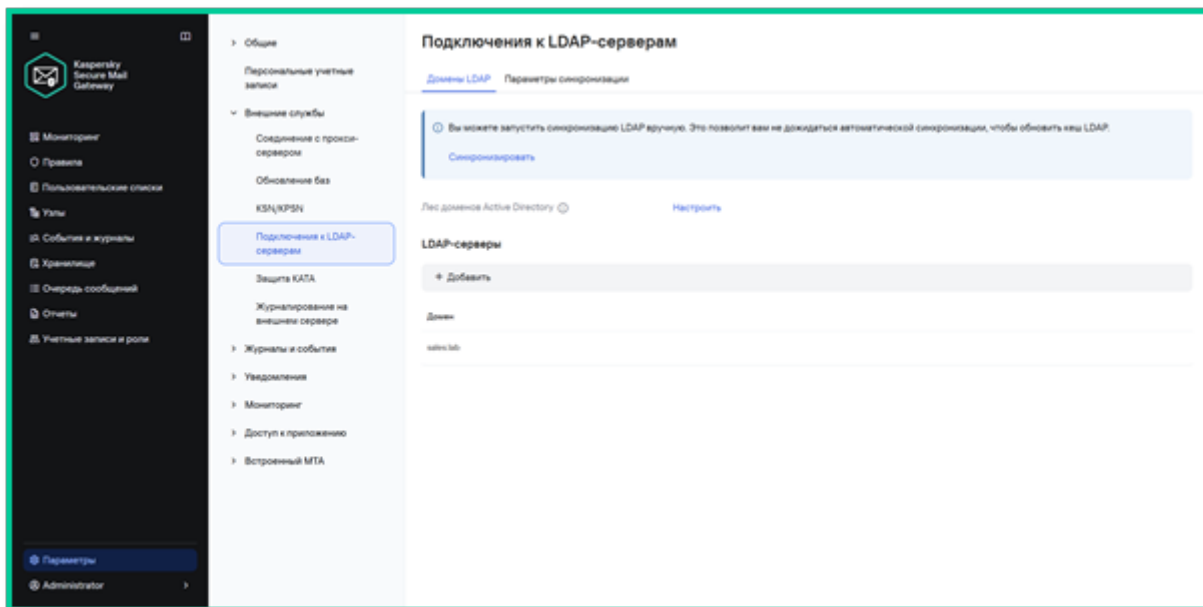 Kaspersky
Secure Mail
Gateway
Мониторинг
Правила
Пользовательские списки
Узлы
События и журналы
Хранилище
Очередь сообщений
Отчеты
Учетные записи и роли
Параметры
Administrator
Общие
Персональные учетные
записи
Внешние службы
Соединение с прокси-
сервером
Обновление баз
KSN/KPSN
Подключения к LDAP-
серверам
Защита KATA
Журналирование на
внешнем сервере
Журналы и события
Уведомления
Мониторинг
Доступ к приложению
Встроенный MTA
Подключения к LDAP-серверам
Домены LDAP Параметры синхронизации
Вы можете запустить синхронизацию LDAP вручную. Это позволит вам не дожидаться автоматической синхронизации, чтобы обновить кеш LDAP.
Синхронизировать
Лес доменов Active Directory Настроить
LDAP-серверы
+ Добавить
Домен
sales.lab